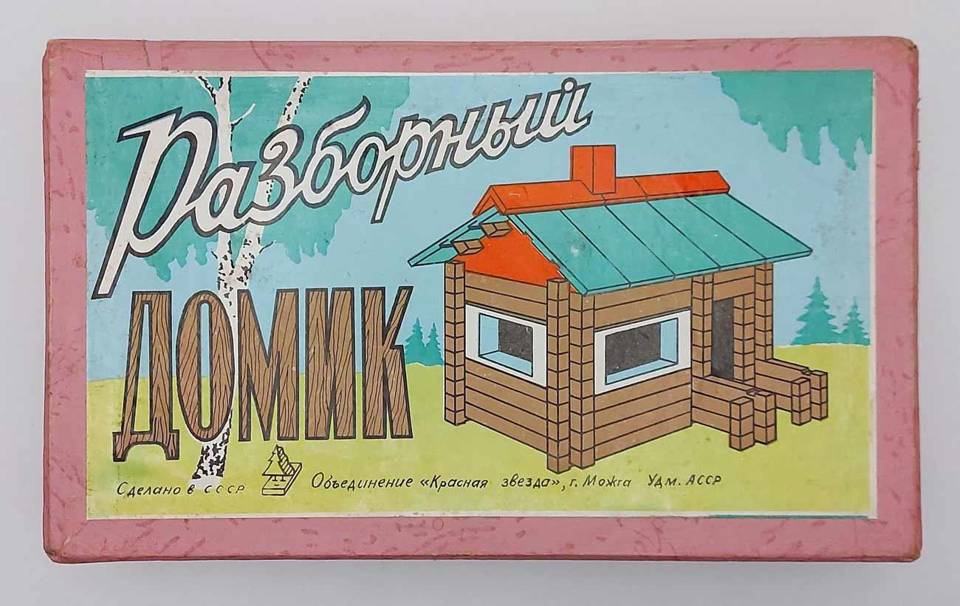 Разборный
ДОМИК
Сделано в СССР Объединение «Красная звезда», г. Можга Удм. АССР